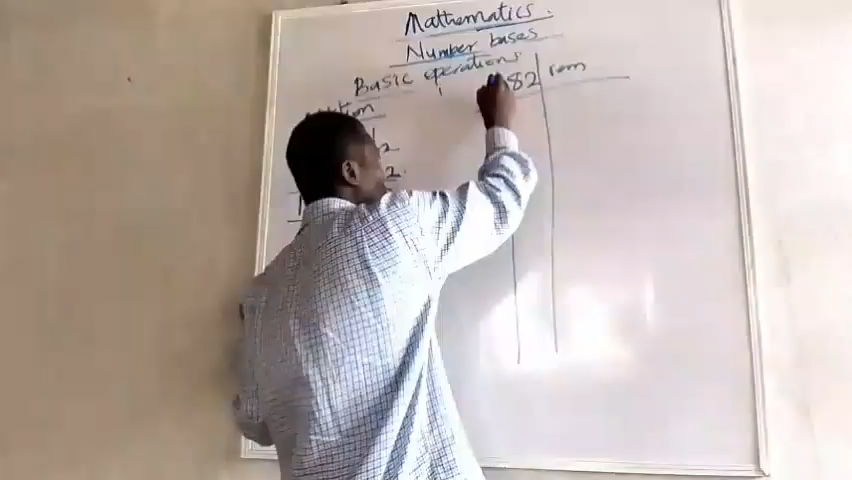 Mathematics.
Number bases
Basic operations
82 rem
2
2.